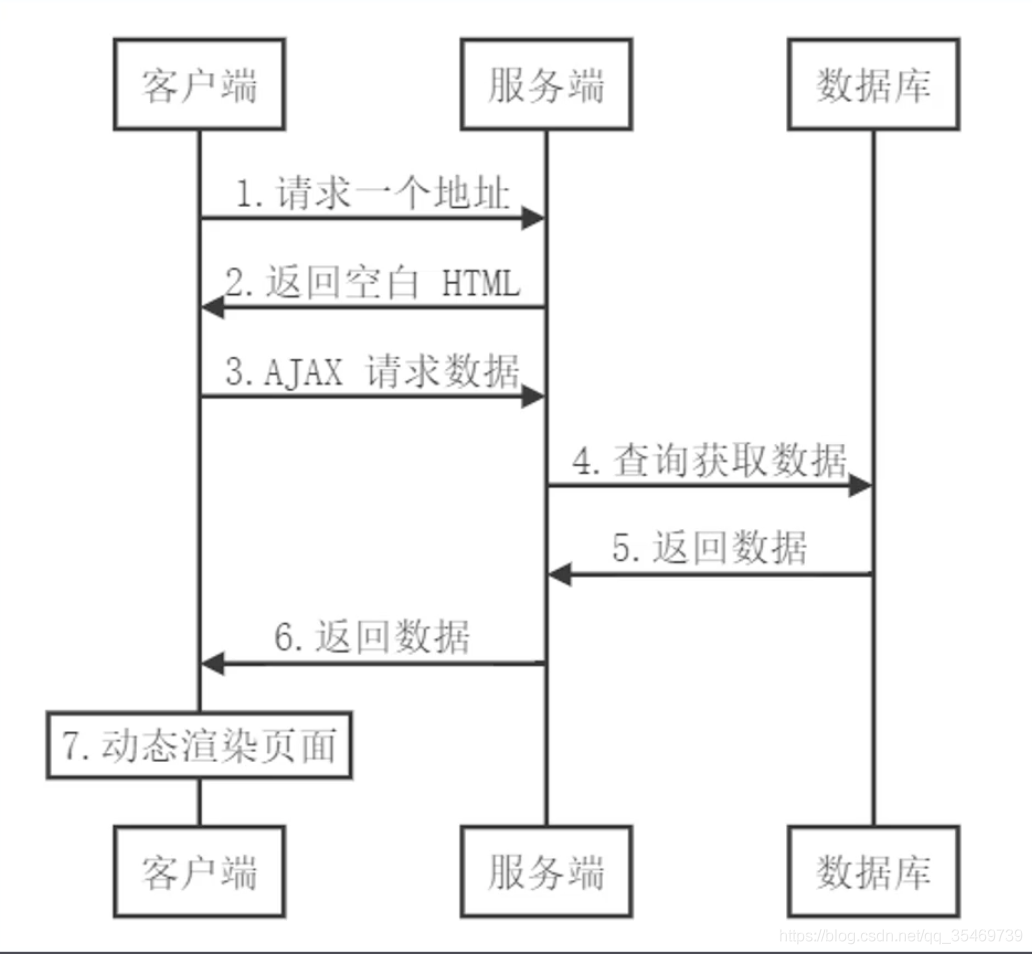 客户端
服务端
数据库
1.请求一个地址
2.返回空白 HTML
3.AJAX 请求数据
4.查询获取数据
5.返回数据
6.返回数据
7.动态渲染页面
客户端
服务端
数据库
https://blog.csdn.net/qq_35469739